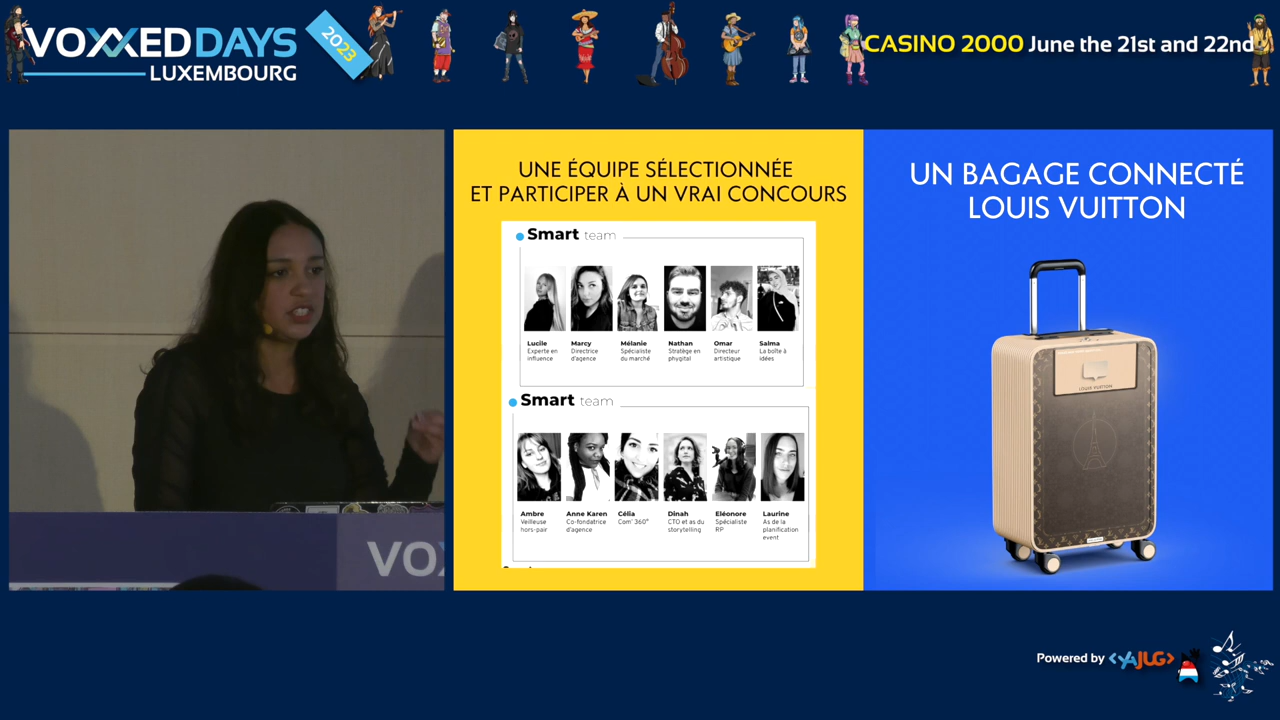 VOXXED DAYS
LUXEMBOURG
2023
CASINO 2000 June the 21st and 22nd
VOX
UNE ÉQUIPE SÉLECTIONNÉE
ET PARTICIPER À UN VRAI CONCOURS
Smart team
Lucile
Experte en
influence
Marcy
Directrice
d'agence
Mélanie
Spécialiste
du marché
Nathan
Stratège en
phygital
Omar
Directeur
artistique
Salma
La boîte à
idées
Smart team
Ambre
Veilleuse
hors-pair
Anne Karen
Co-fondatrice
d'agence
Célia
Com' 360°
Dinah
CTO et as du
storytelling
Eléonore
Spécialiste
RP
Laurine
As de la
planification
event
UN BAGAGE CONNECTÉ
LOUIS VUITTON
LOUIS VUITTON
Powered by <YAJUG>